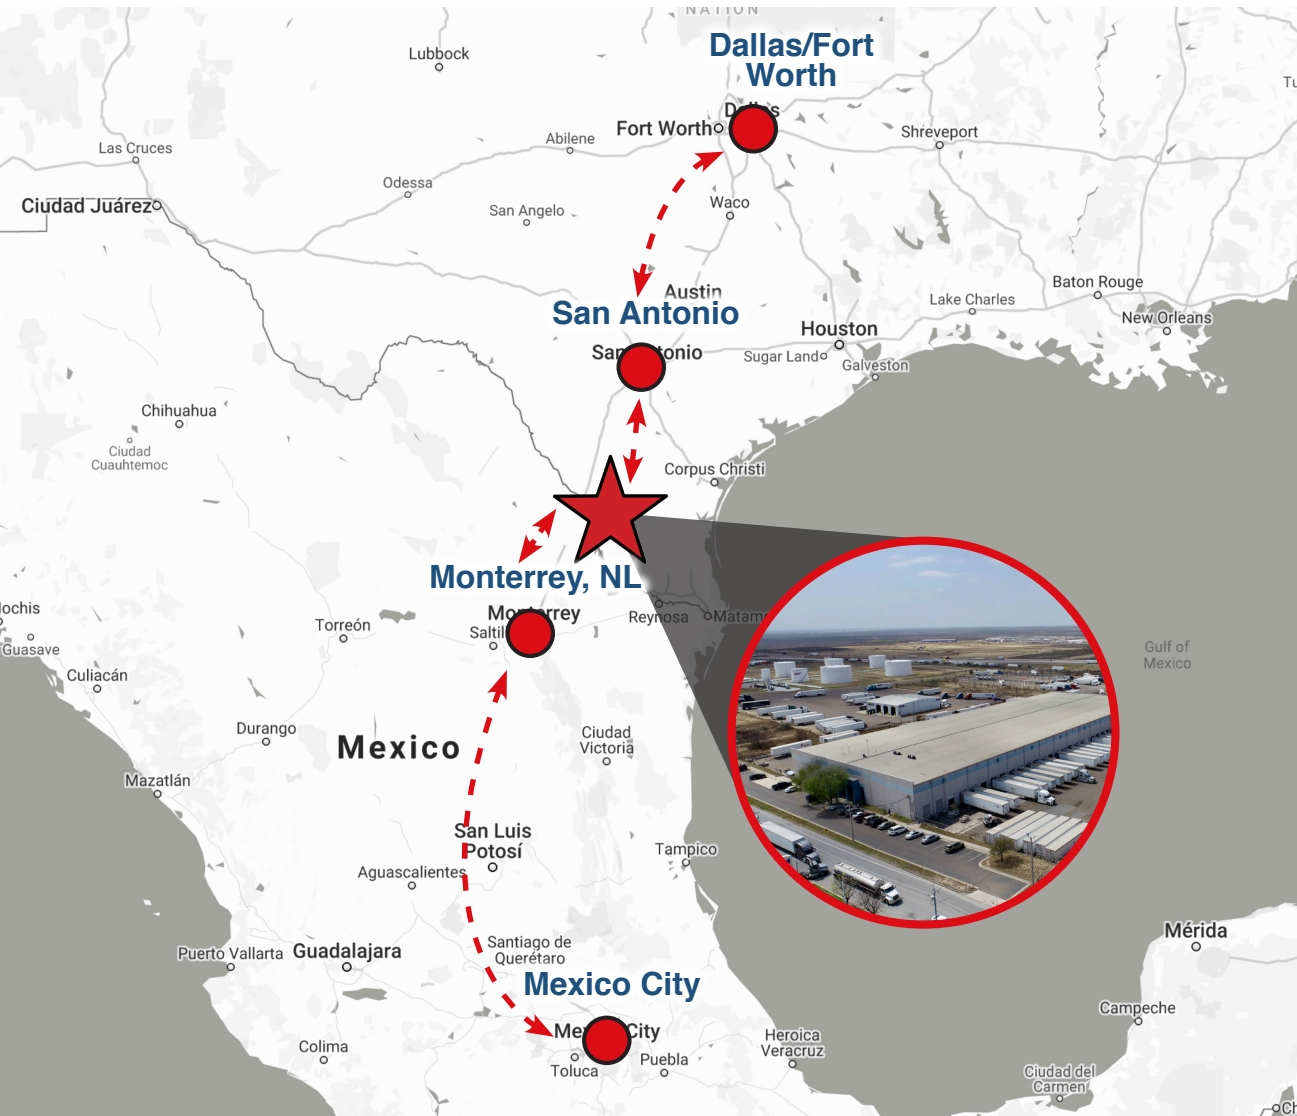 NATION
Dallas/Fort
Worth
Lubbock
Fort Worth
Abilene
Shreveport
Las Cruces
Odessa
Ciudad Juárez
San Angelo
Waco
Austin
San Antonio
Baton Rouge
Lake Charles
New Orleans
Houston
Sugar Land
Galveston
Chihuahua
Ciudad
Cuauhtemoc
Corpus Christi
Monterrey, NL
Reynosa
Torreón
Guasave
Culiacán
Gulf of
Mexico
Durango
Mexico
Ciudad
Victoria
Mazatlán
San Luis
Potosí
Tampico
Aguascalientes
Puerto Vallarta
Guadalajara
Santiago de
Querétaro
Mérida
Mexico City
Campeche
Colima
Toluca
Puebla
Heroica
Veracruz
Ciudad del
Carmen